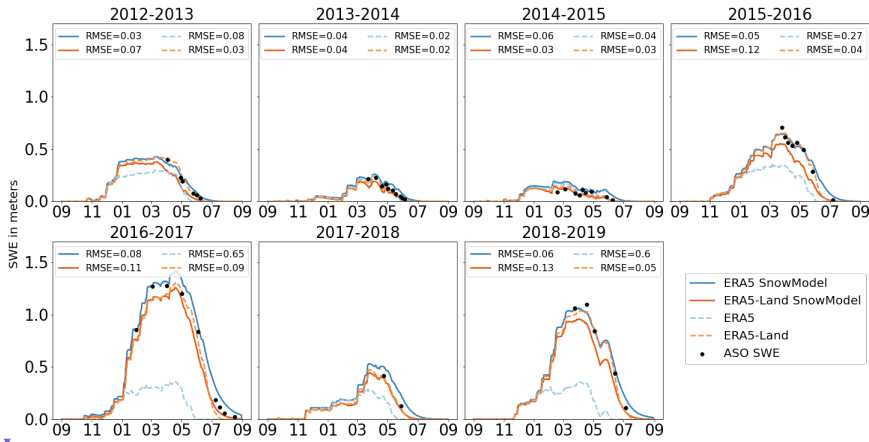 2012-2013 2013-2014 2014-2015 2015-2016
RMSE=0.03 RMSE=0.08 RMSE=0.04 RMSE=0.02 RMSE=0.06 RMSE=0.04 RMSE=0.05 RMSE=0.27
RMSE=0.07 RMSE=0.03 RMSE=0.04 RMSE=0.02 RMSE=0.03 RMSE=0.03 RMSE=0.12 RMSE=0.04
1.5
1.0
0.5
0.0
09 11 01 03 05 07 09 09 11 01 03 05 07 09 09 11 01 03 05 07 09 09 11 01 03 05 07 09
SWE in meters
2016-2017 2017-2018 2018-2019
RMSE=0.08 RMSE=0.65 RMSE=0.06 RMSE=0.6
RMSE=0.11 RMSE=0.09 RMSE=0.13 RMSE=0.05
1.5
1.0
0.5
0.0
09 11 01 03 05 07 09 09 11 01 03 05 07 09 09 11 01 03 05 07 09
ERA5 SnowModel
ERA5-Land SnowModel
ERA5
ERA5-Land
ASO SWE